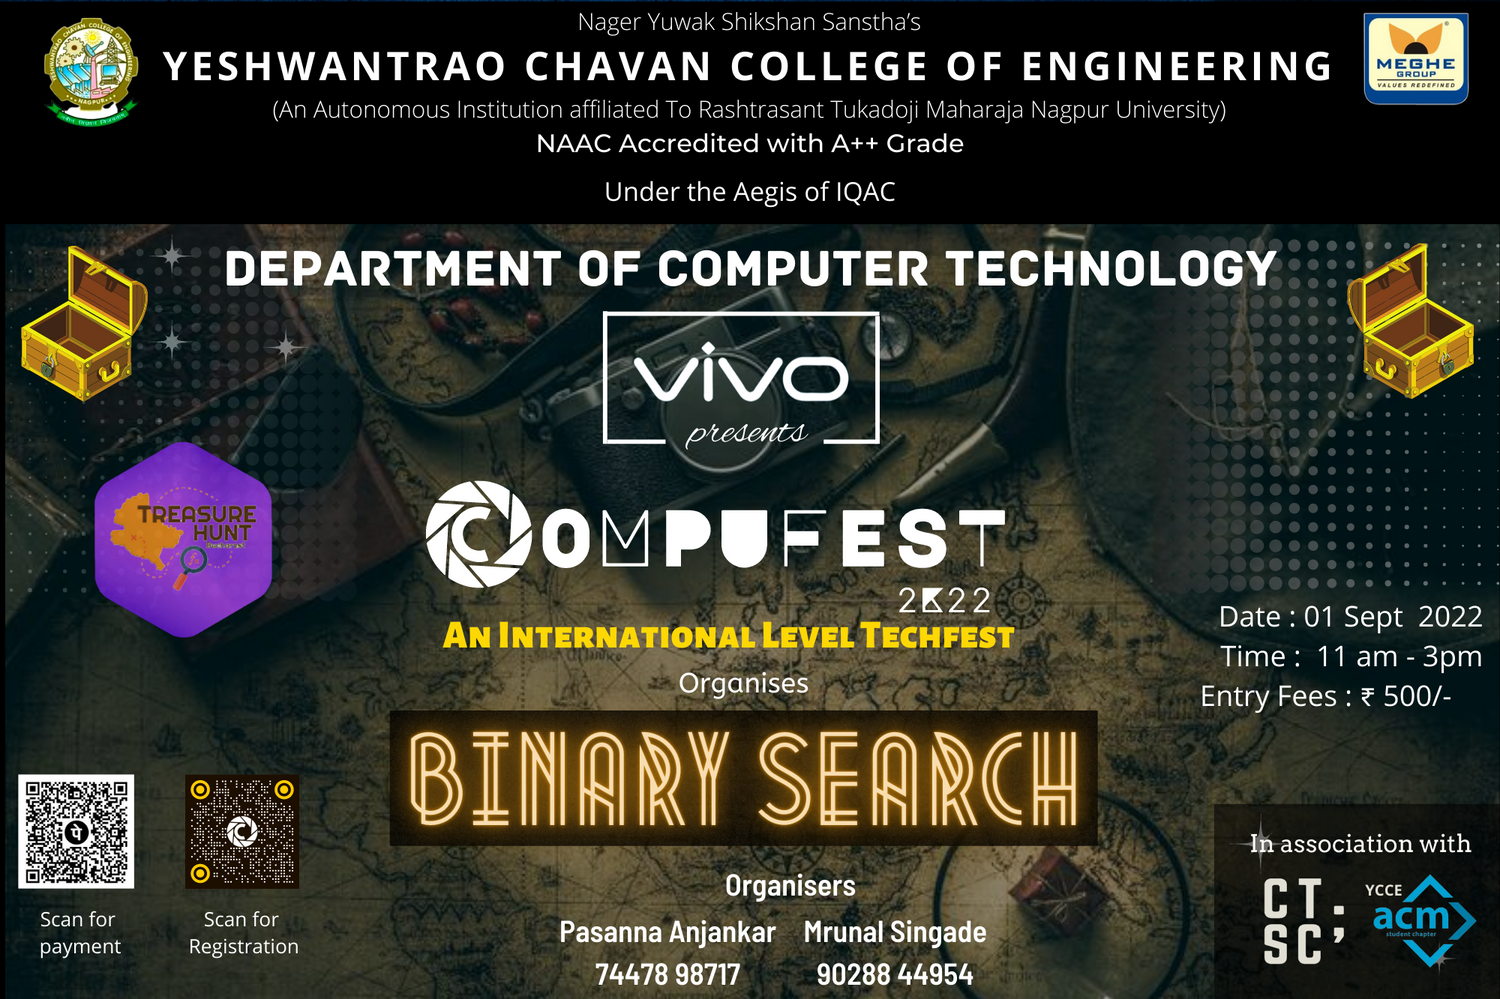 Nager Yuwak Shikshan Sanstha's
YESHWANTRAO CHAVAN COLLEGE OF ENGINEERING
(An Autonomous Institution affiliated To Rashtrasant Tukadoji Maharaja Nagpur University)
NAAC Accredited with A++ Grade
Under the Aegis of IQAC
NAGPUR
MEGHE
GROUP
VALUES REDEFINED
DEPARTMENT OF COMPUTER TECHNOLOGY
vivo
presents
TREASURE
HUNT
COMPUFEST
2K22
AN INTERNATIONAL LEVEL TECHFEST
Organises
Date : 01 Sept 2022
Time : 11 am - 3pm
Entry Fees : ₹ 500/-
BINARY SEARCH
Scan for
payment
Scan for
Registration
Organisers
Pasanna Anjankar Mrunal Singade
74478 98717 90288 44954
In association with
CT;
SC
YCCE
acm
student chapter